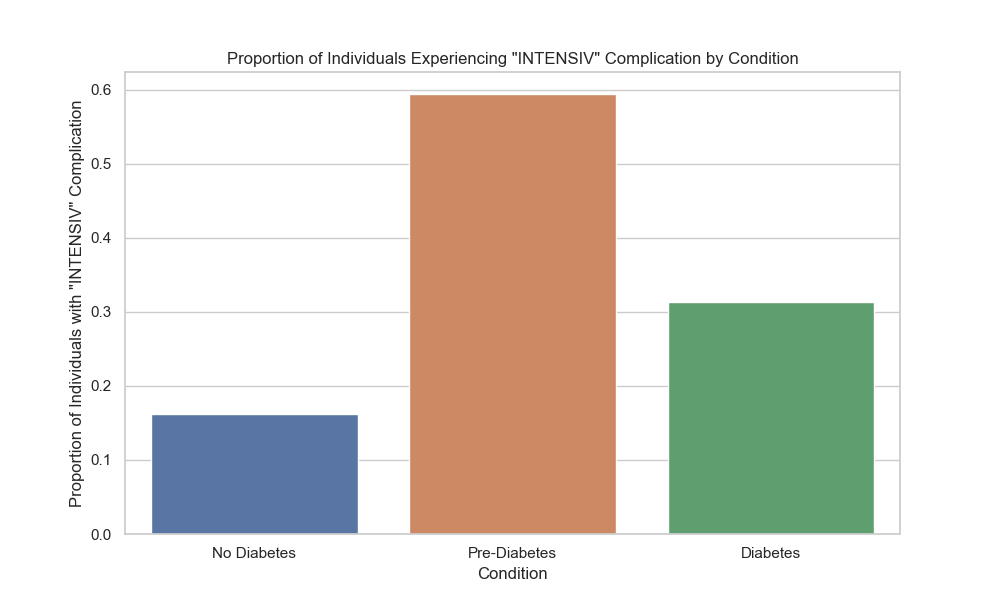 Proportion of Individuals Experiencing "INTENSIV" Complication by Condition
Proportion of Individuals with "INTENSIV" Complication
0.6
0.5
0.4
0.3
0.2
0.1
0.0
No Diabetes
Pre-Diabetes
Diabetes
Condition